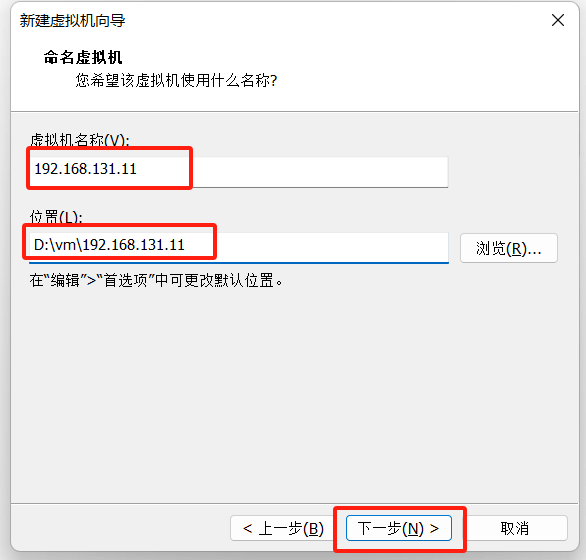 新建虚拟机向导
命名虚拟机
您希望该虚拟机使用什么名称?
虚拟机名称(V):
192.168.131.11
位置(L):
D:\vm\192.168.131.11
浏览(R)...
在“编辑”>“首选项”中可更改默认位置。
< 上一步(B)
下一步(N) >
取消